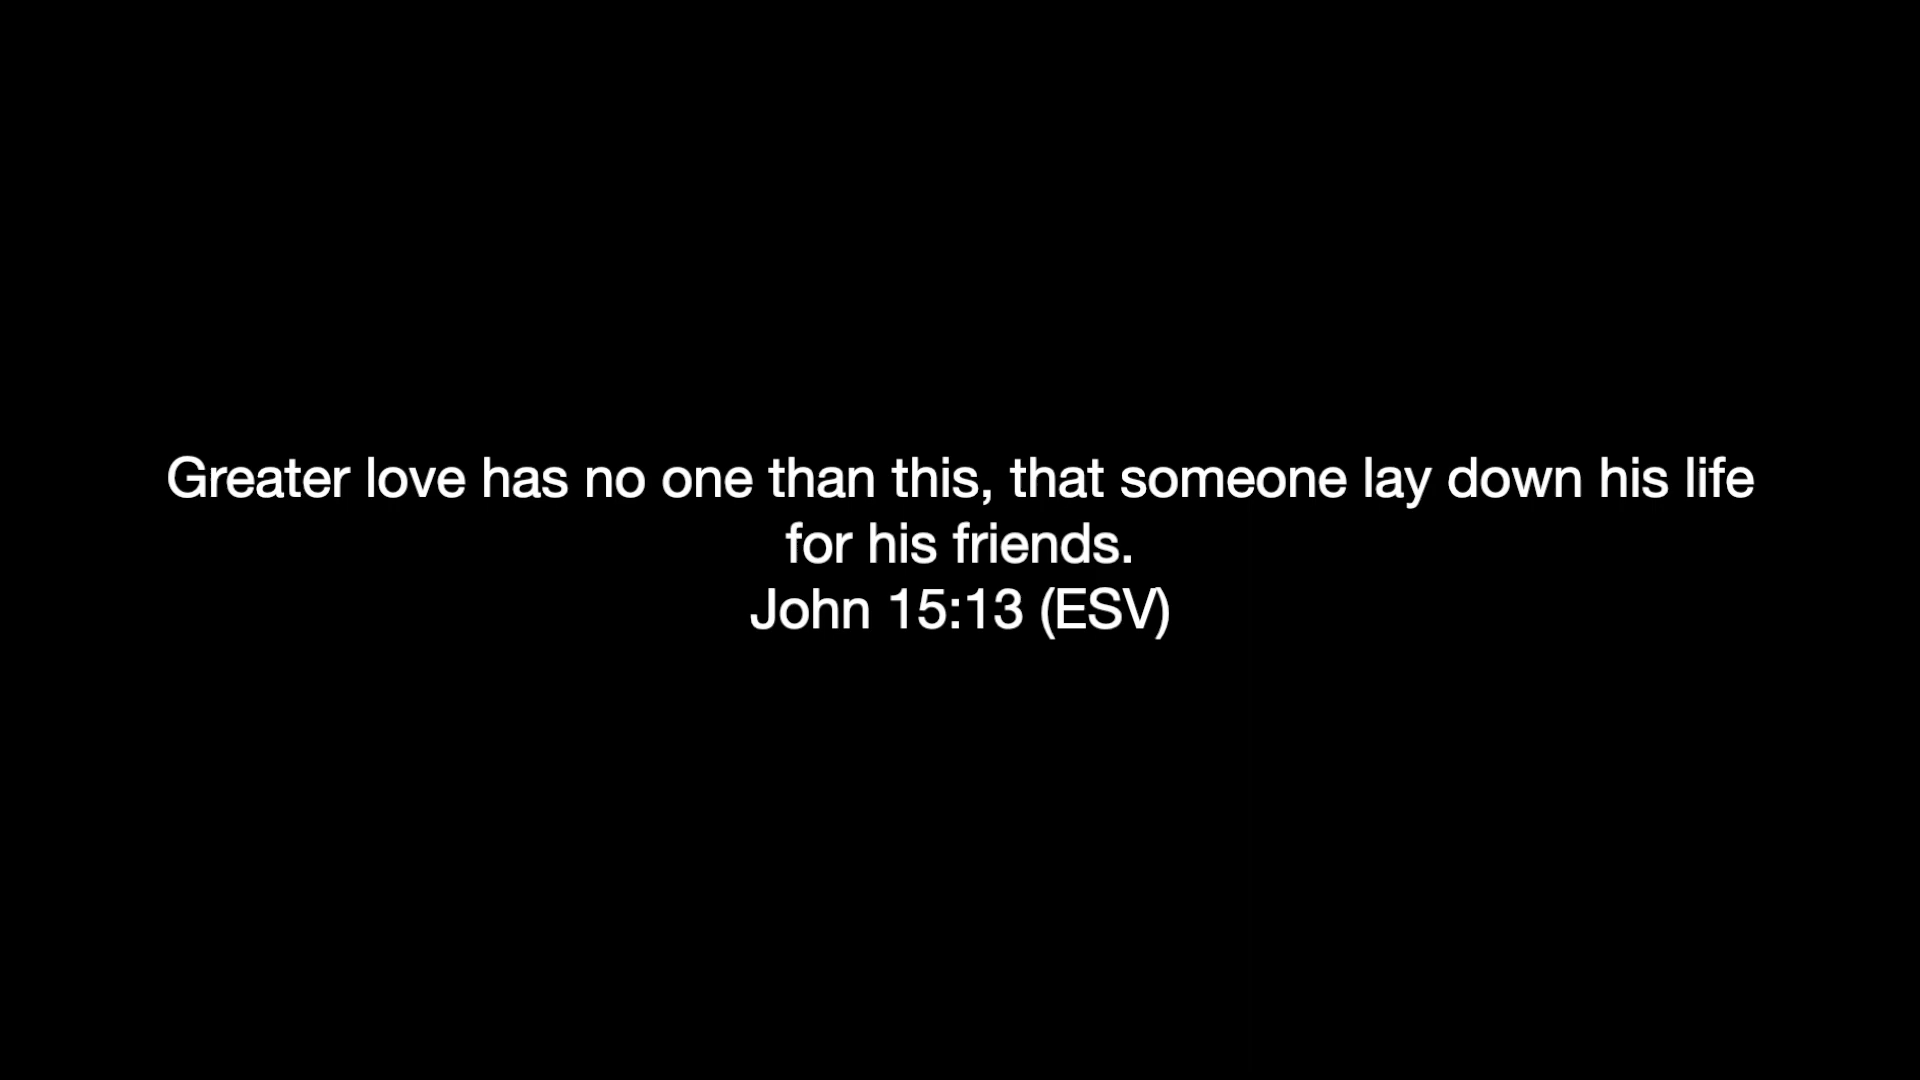 Greater love has no one than this, that someone lay down his life
for his friends.
John 15:13 (ESV)